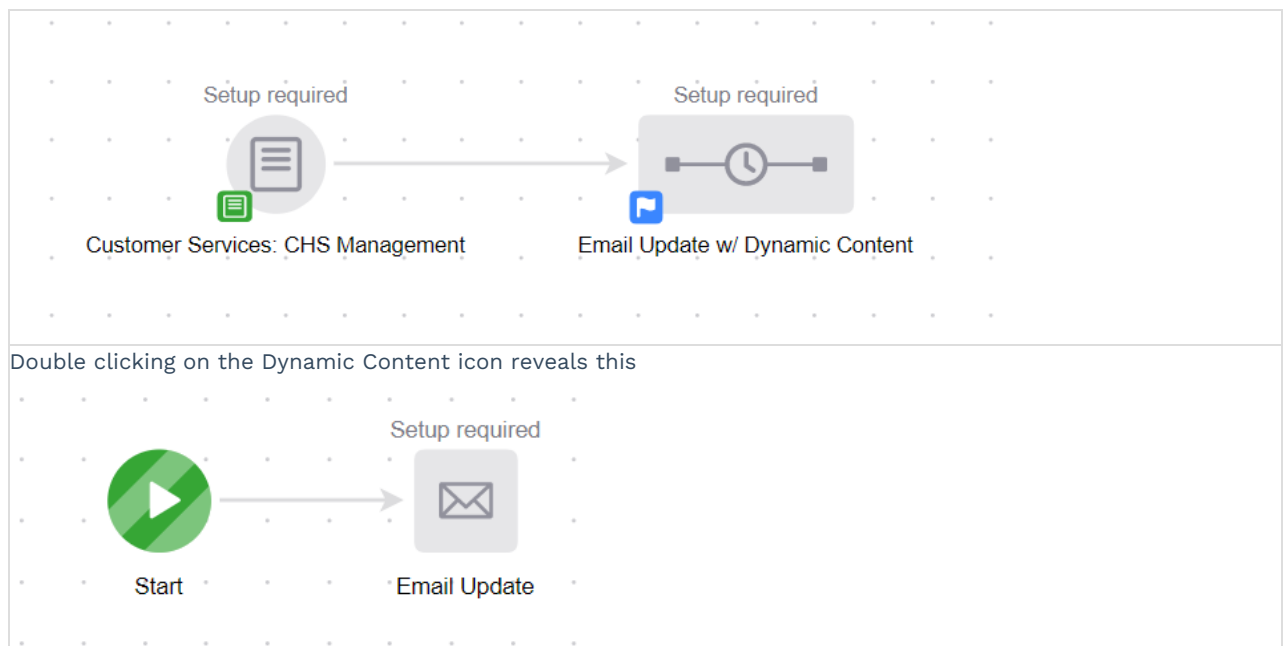 Setup required
Setup required
Customer Services: CHS Management
Email Update w/ Dynamic Content
Double clicking on the Dynamic Content icon reveals this
Setup required
Start
Email Update